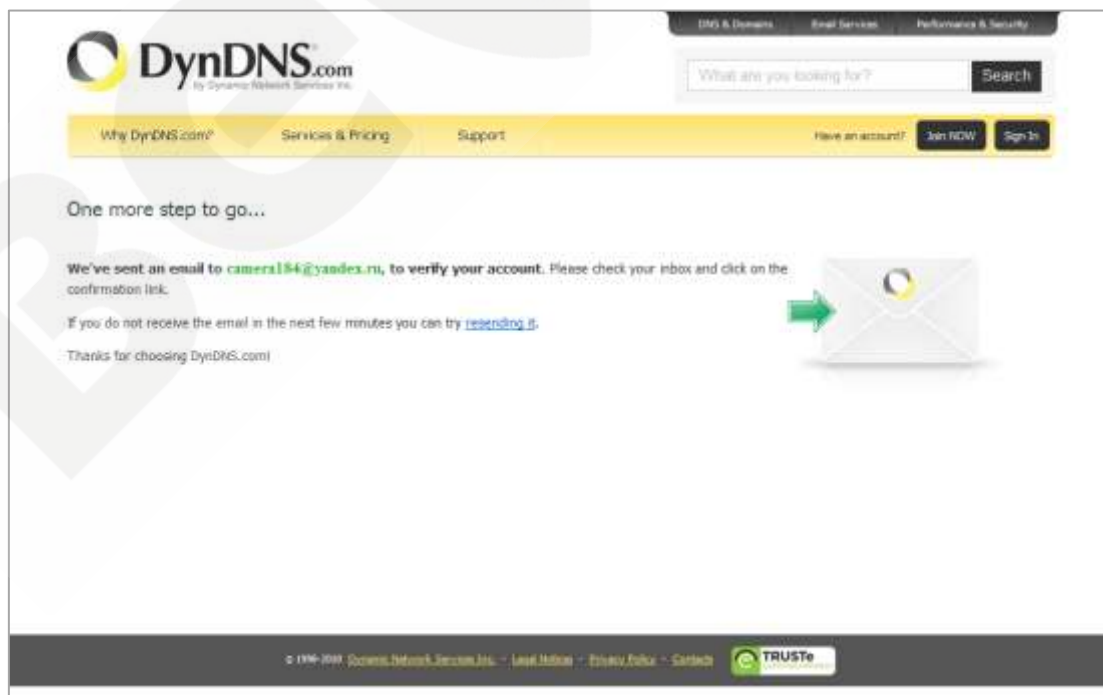 DNS & Domains Email Services Performance & Security
DynDNS.com
by Dynamic Network Services Inc.
What are you looking for? Search
Why DynDNS.com? Services & Pricing Support Have an account? Join NOW Sign In
One more step to go...
We've sent an email to camera184@yandex.ru, to verify your account. Please check your inbox and click on the
confirmation link.
If you do not receive the email in the next few minutes you can try resending it.
Thanks for choosing DynDNS.com!
© 1998-2010 Dynamic Network Services Inc. - Legal Notices - Privacy Policy - Contacts TRUSTe